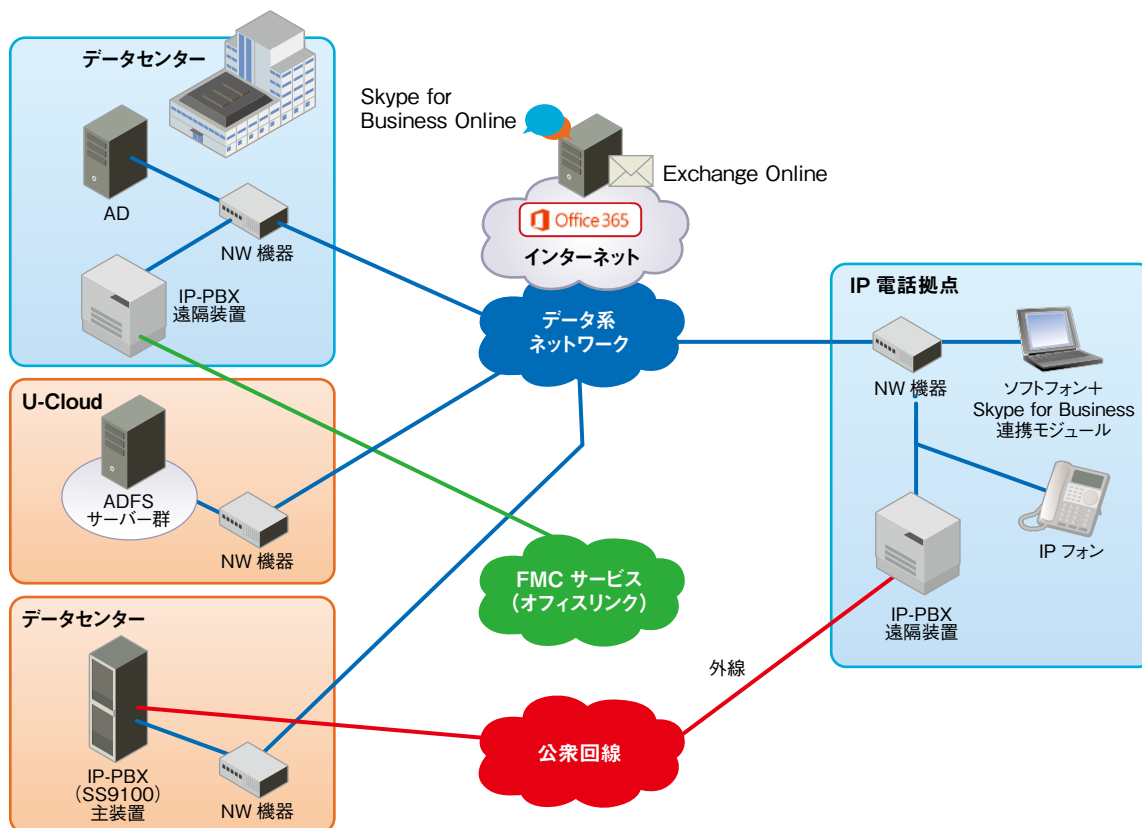 データセンター
AD
NW 機器
IP-PBX
遠隔装置
U-Cloud
ADFS
サーバー群
NW 機器
データセンター
IP-PBX
（SS9100）
主装置
NW 機器
Skype for
Business Online
Exchange Online
Office 365
インターネット
データ系
ネットワーク
FMC サービス
（オフィスリンク）
公衆回線
外線
IP 電話拠点
NW 機器
ソフトフォン＋
Skype for Business
連携モジュール
IP フォン
IP-PBX
遠隔装置